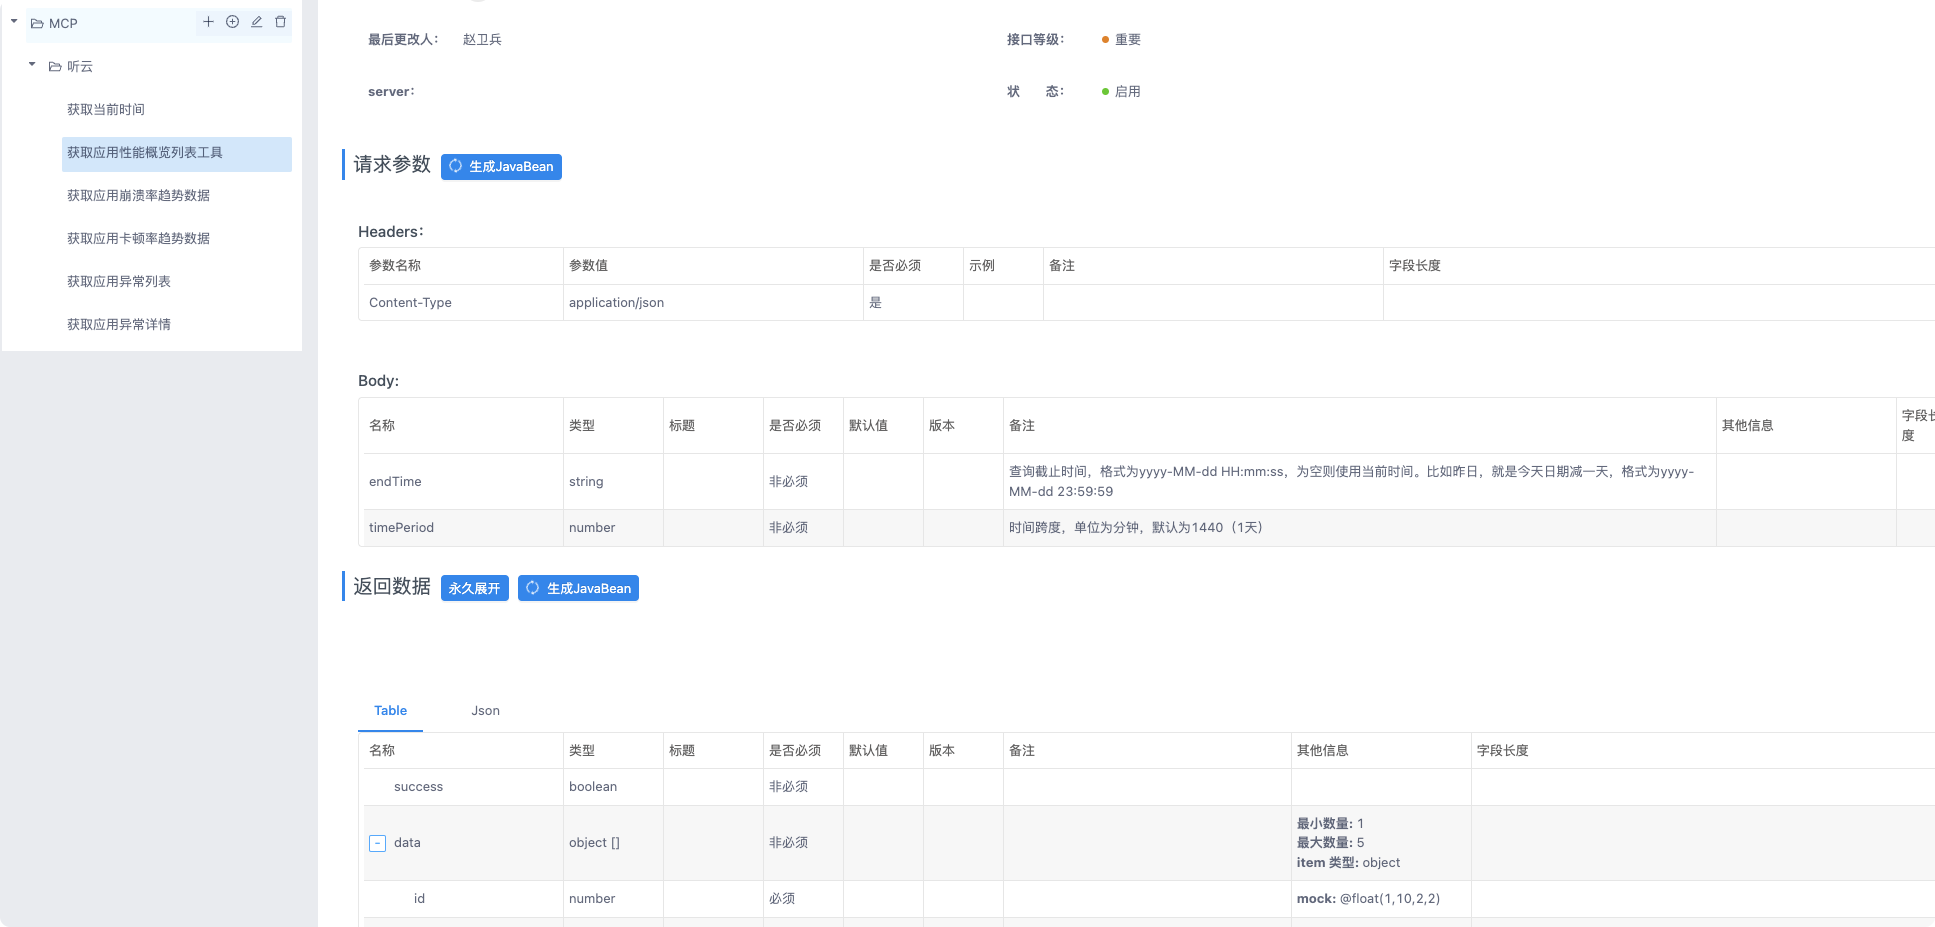 MCP
听云
获取当前时间
获取应用性能概览列表工具
获取应用崩溃率趋势数据
获取应用卡顿率趋势数据
获取应用异常列表
获取应用异常详情
最后更改人： 赵卫兵 接口等级： 重要
server： 状 态： 启用
请求参数 生成JavaBean
Headers：
参数名称 参数值 是否必须 示例 备注 字段长度
Content-Type application/json 是
Body:
名称 类型 标题 是否必须 默认值 版本 备注 其他信息 字段长
度
endTime string 非必须 查询截止时间，格式为yyyy-MM-dd HH:mm:ss，为空则使用当前时间。比如昨日，就是今天日期减一天，格式为yyyy-
MM-dd 23:59:59
timePeriod number 非必须 时间跨度，单位为分钟，默认为1440（1天）
返回数据 永久展开 生成JavaBean
Table Json
名称 类型 标题 是否必须 默认值 版本 备注 其他信息 字段长度
success boolean 非必须
data object [] 非必须 最小数量: 1
最大数量: 5
item 类型: object
id number 必须 mock: @float(1,10,2,2)